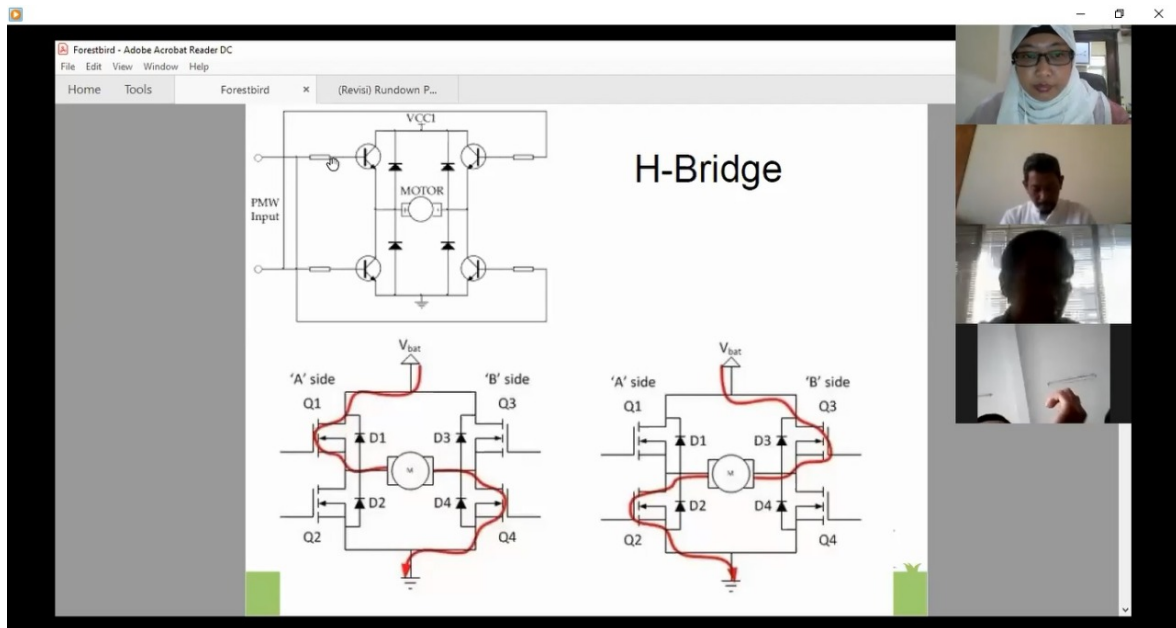 Forestbird - Adobe Acrobat Reader DC
File Edit View Window Help
Home Tools Forestbird × (Revisi) Rundown P...
VCC1
H-Bridge
MOTOR
PMW
Input
Vbat
'A' side 'B' side
Q1 Q3
D1 D3
M
D2 D4
Q2 Q4
Vbat
'A' side 'B' side
Q1 Q3
D1 D3
M
D2 D4
Q2 Q4